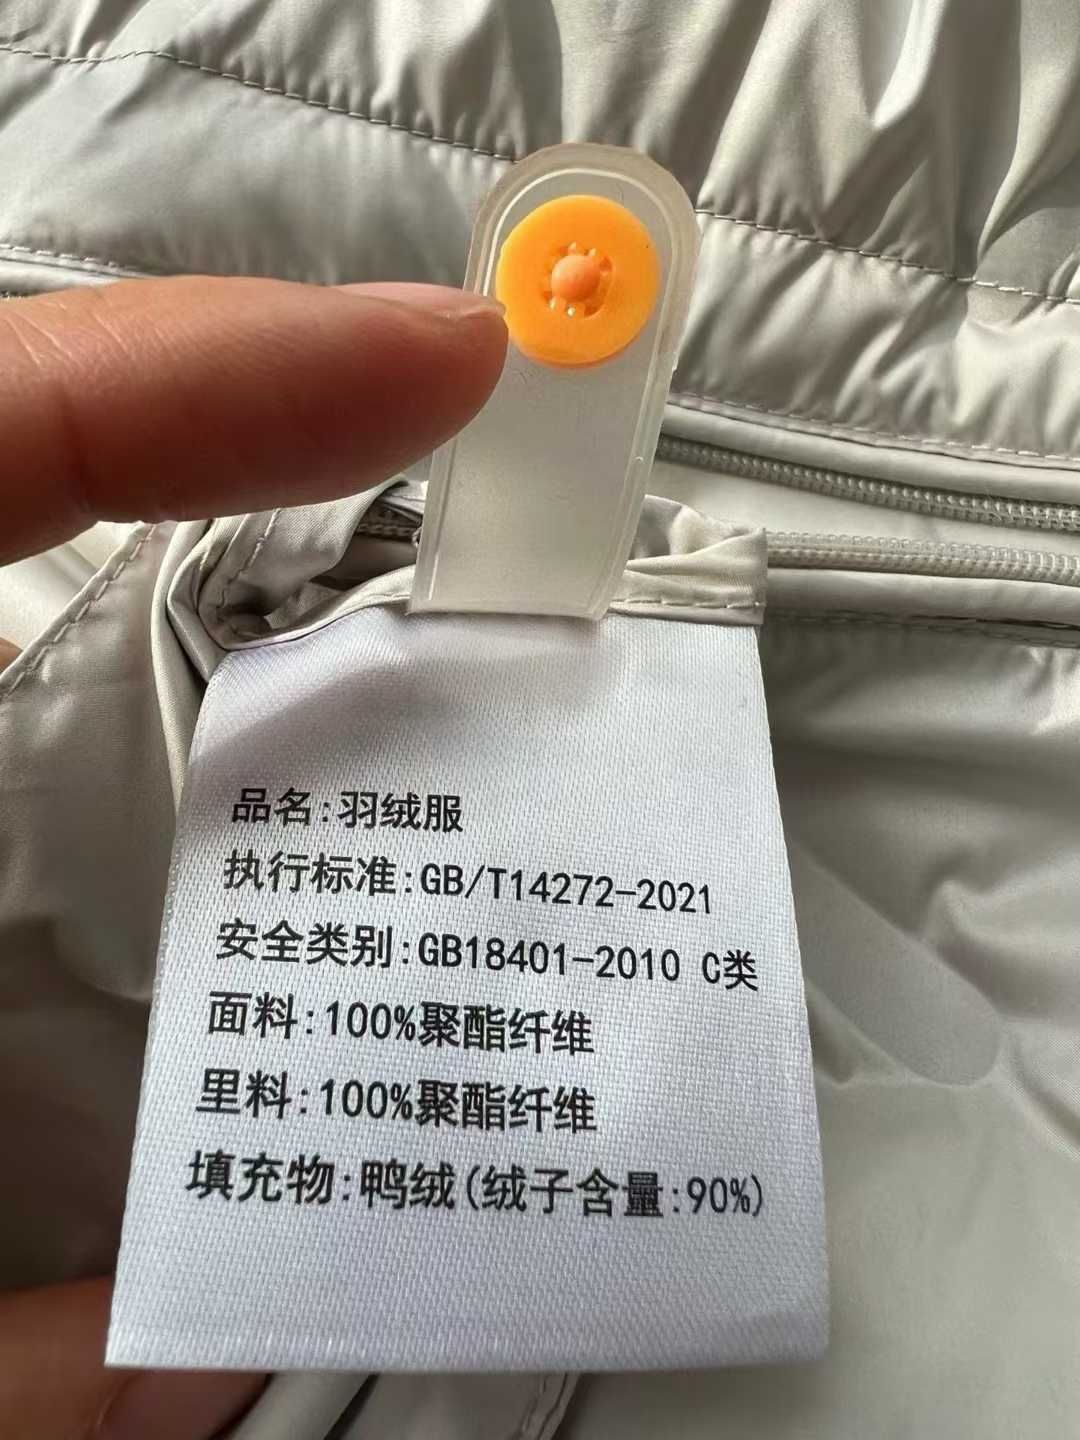 品名:羽绒服
执行标准:GB/T14272-2021
安全类别:GB18401-2010 C类
面料:100%聚酯纤维
里料:100%聚酯纤维
填充物:鸭绒(绒子含量:90%)